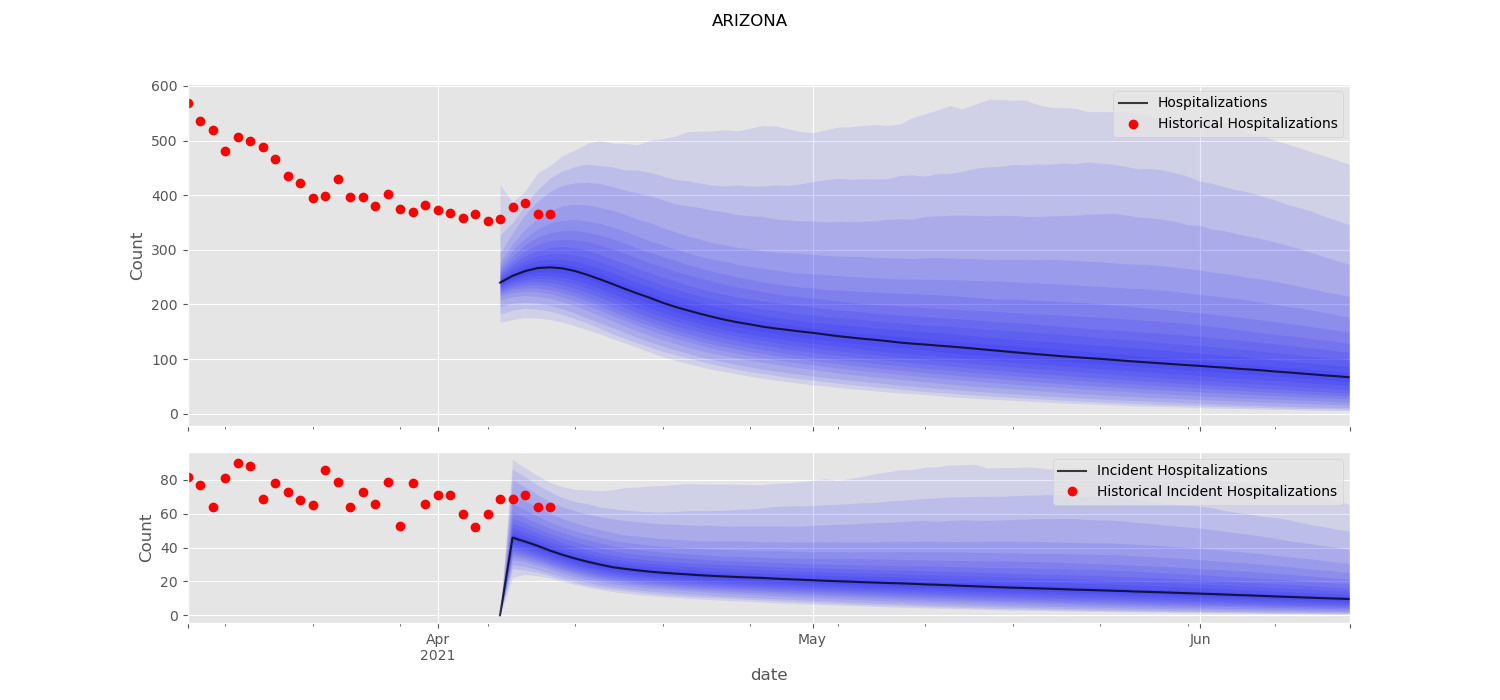 ARIZONA
600
500
400
300
200
100
0
Count
Hospitalizations
Historical Hospitalizations
80
60
40
20
0
Count
Incident Hospitalizations
Historical Incident Hospitalizations
Apr
2021
May
Jun
date